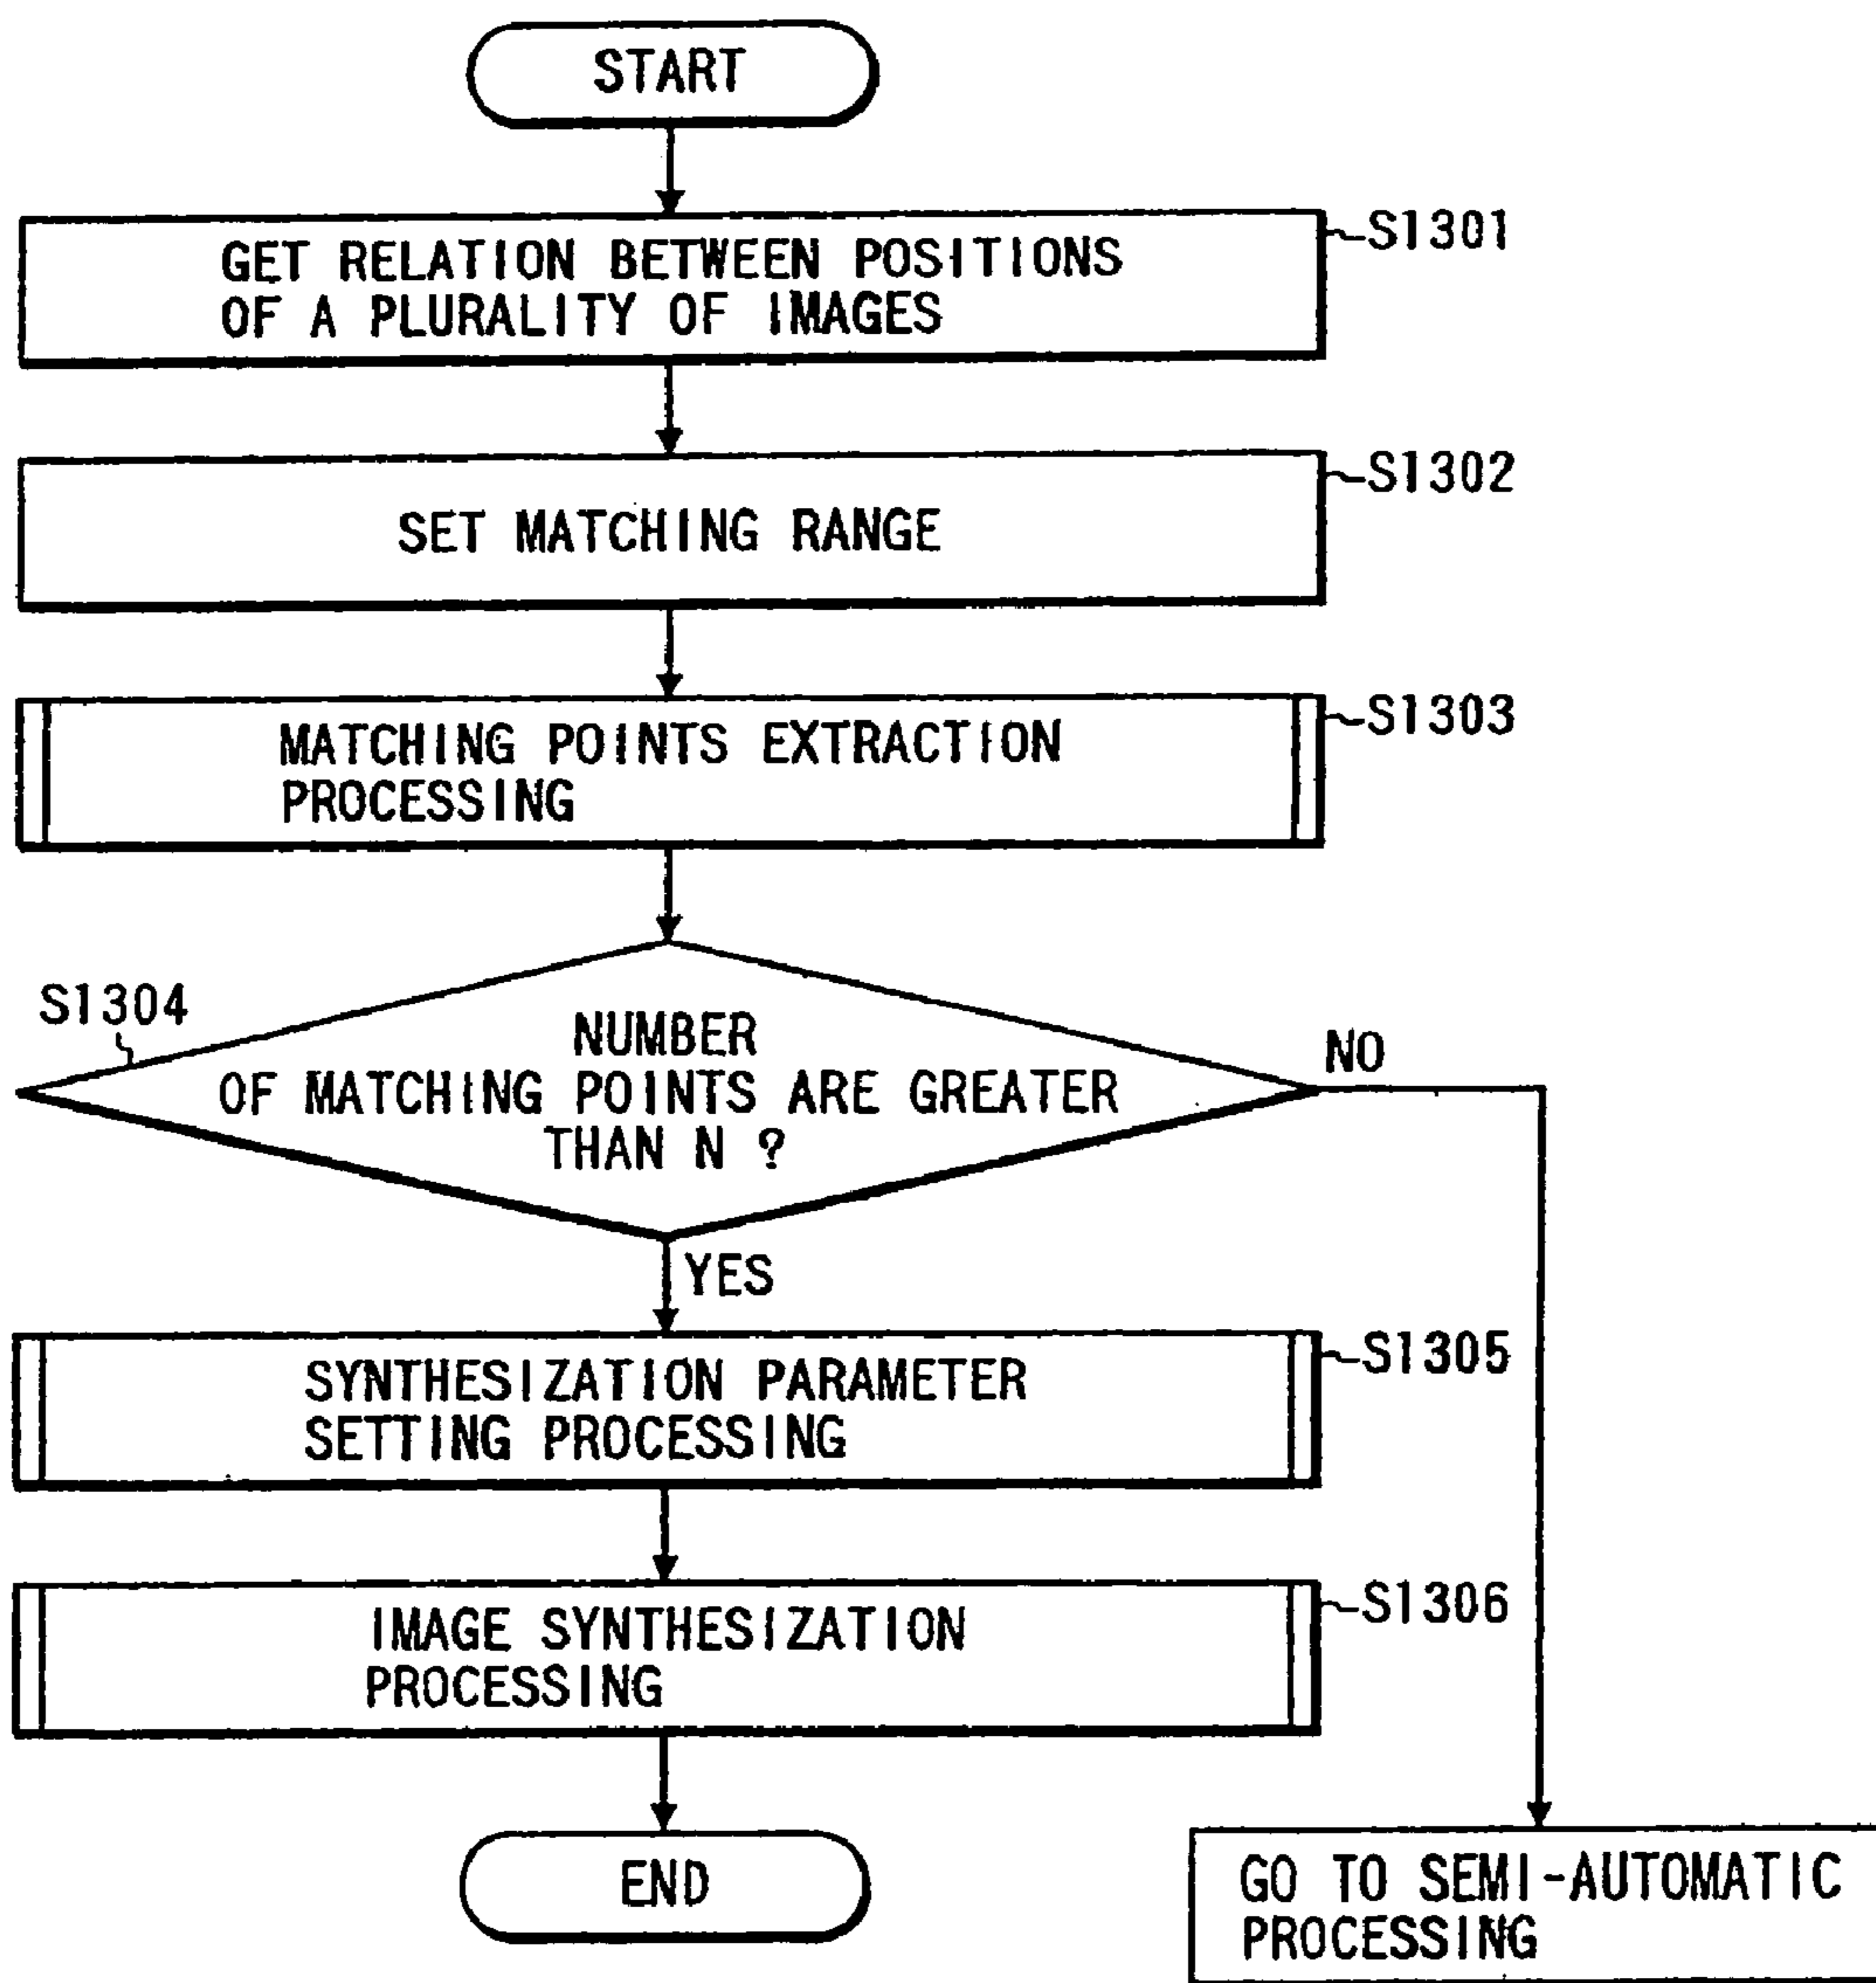 START
S1301
GET RELATION BETWEEN POSITIONS
OF A PLURALITY OF IMAGES
S1302
SET MATCHING RANGE
S1303
MATCHING POINTS EXTRACTION
PROCESSING
S1304
NUMBER
OF MATCHING POINTS ARE GREATER
THAN N ?
NO
YES
S1305
SYNTHESIZATION PARAMETER
SETTING PROCESSING
S1306
IMAGE SYNTHESIZATION
PROCESSING
END
GO TO SEMI-AUTOMATIC
PROCESSING